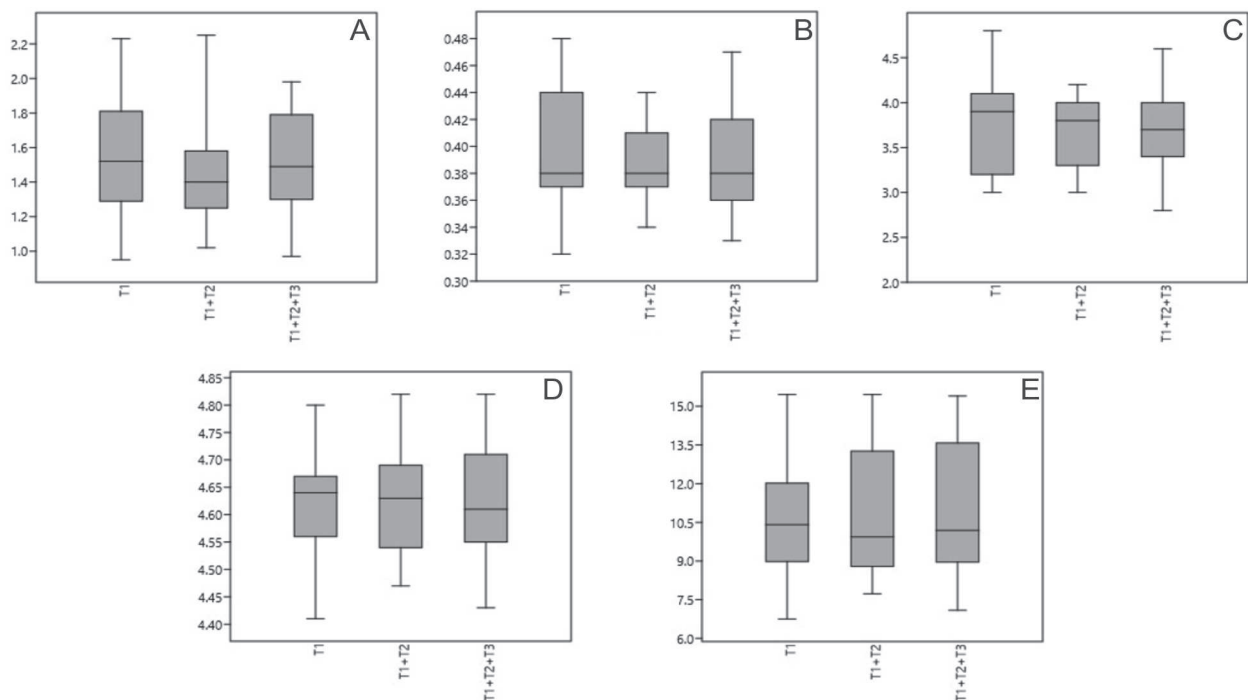 A
2.2
2.0
1.8
1.6
1.4
1.2
1.0
T1
T1+T2
T1+T2+T3
B
0.48
0.46
0.44
0.42
0.40
0.38
0.36
0.34
0.32
0.30
T1
T1+T2
T1+T2+T3
C
4.5
4.0
3.5
3.0
2.5
2.0
T1
T1+T2
T1+T2+T3
D
4.85
4.80
4.75
4.70
4.65
4.60
4.55
4.50
4.45
4.40
T1
T1+T2
T1+T2+T3
E
15.0
13.5
12.0
10.5
9.0
7.5
6.0
T1
T1+T2
T1+T2+T3